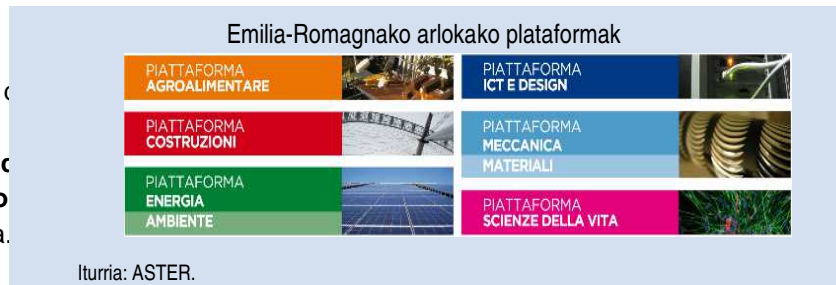 Emilia-Romagnako arlokako plataformak
PIATTAFORMA
AGROALIMENTARE
PIATTAFORMA
COSTRUZIONI
PIATTAFORMA
ENERGIA
AMBIENTE
PIATTAFORMA
ICT E DESIGN
PIATTAFORMA
MECCANICA
MATERIALI
PIATTAFORMA
SCIENZE DELLA VITA
Iturria: ASTER.